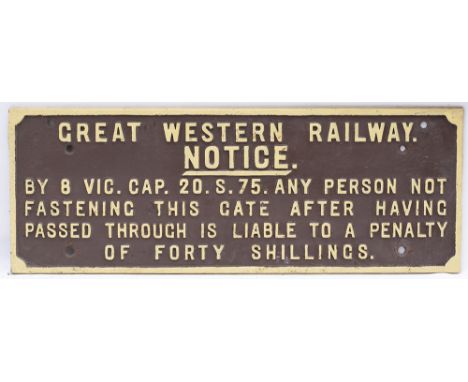 GREAT WESTERN RAILWAY.
NOTICE.
BY 8 VIC. CAP. 20. S. 75. ANY PERSON NOT
FASTENING THIS GATE AFTER HAVING
PASSED THROUGH IS LIABLE TO A PENALTY
OF FORTY SHILLINGS.